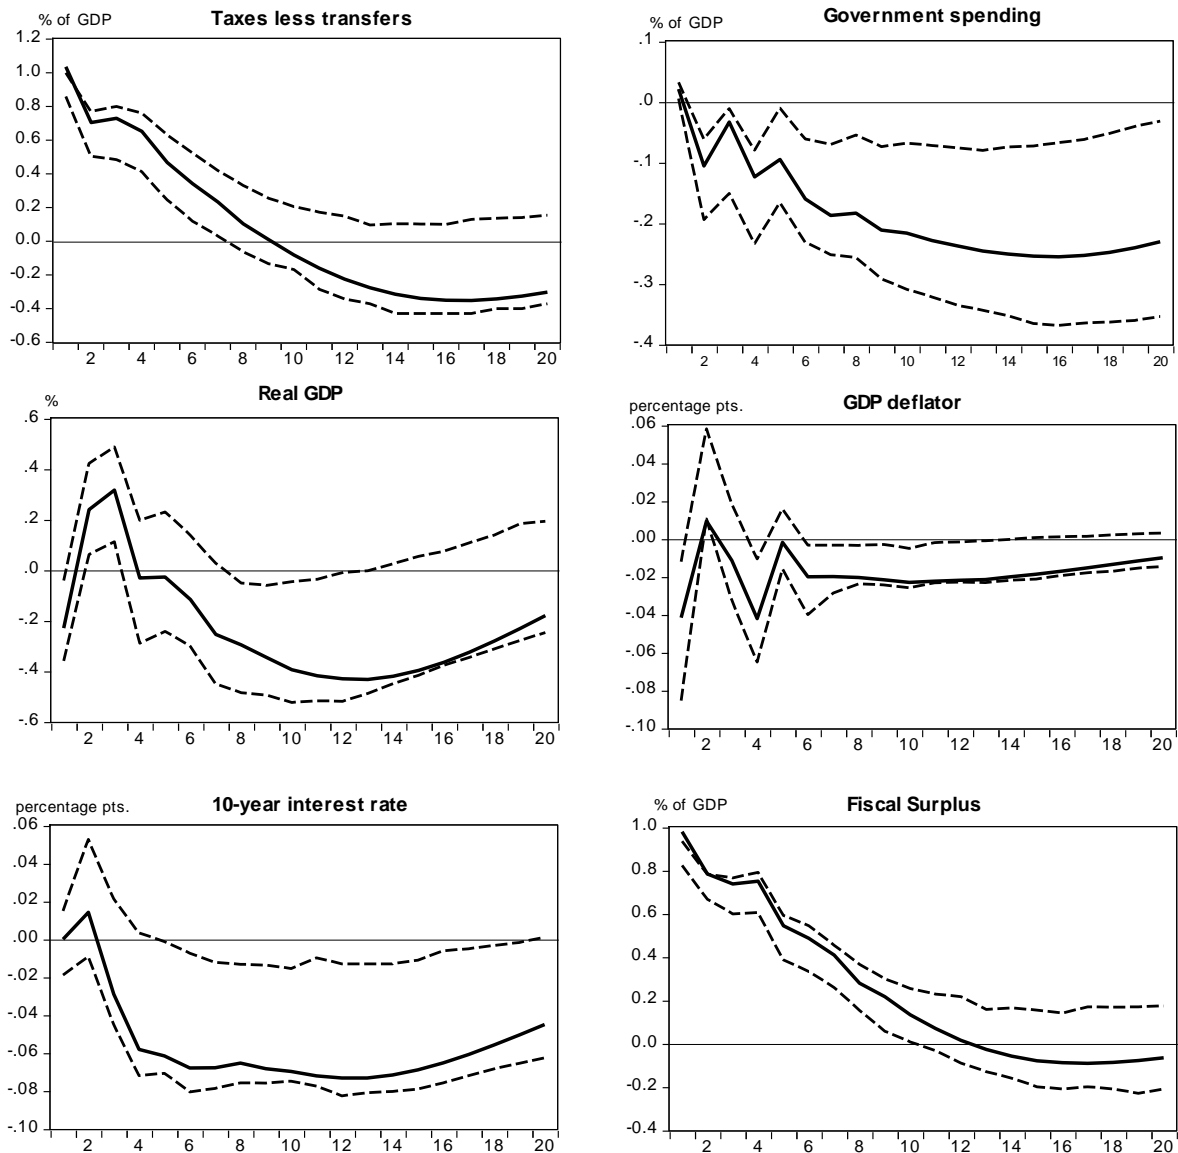 Taxes less transfers
% of GDP
1.2
1.0
0.8
0.6
0.4
0.2
0.0
-0.2
-0.4
-0.6
2 4 6 8 10 12 14 16 18 20
Government spending
% of GDP
.1
.0
-.1
-.2
-.3
-.4
2 4 6 8 10 12 14 16 18 20
Real GDP
%
.6
.4
.2
.0
-.2
-.4
-.6
2 4 6 8 10 12 14 16 18 20
GDP deflator
percentage pts.
.06
.04
.02
.00
-.02
-.04
-.06
-.08
-.10
2 4 6 8 10 12 14 16 18 20
10-year interest rate
percentage pts.
.06
.04
.02
.00
-.02
-.04
-.06
-.08
-.10
2 4 6 8 10 12 14 16 18 20
Fiscal Surplus
% of GDP
1.0
0.8
0.6
0.4
0.2
0.0
-0.2
-0.4
2 4 6 8 10 12 14 16 18 20